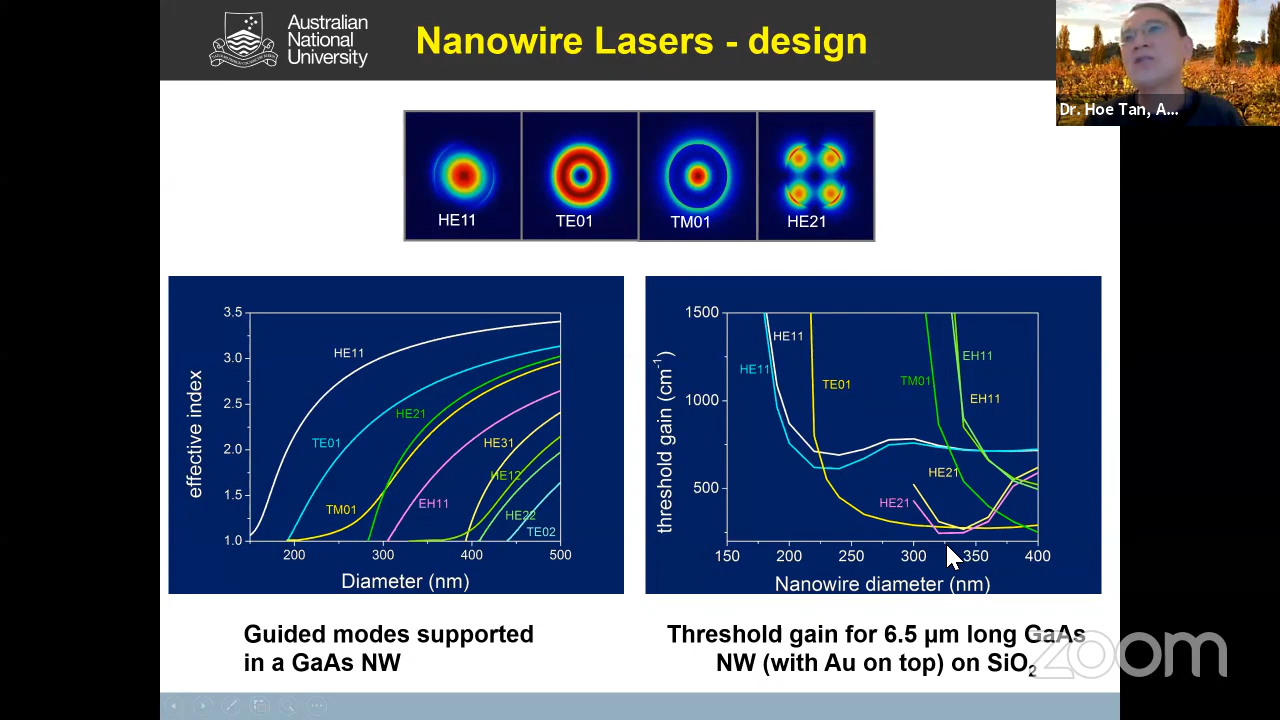 Australian
National
University
Nanowire Lasers - design
Dr. Hoe Tan, A...
HE11
TE01
TM01
HE21
3.5
3.0
2.5
2.0
1.5
1.0
200
300
400
500
effective index
Diameter (nm)
HE11
TE01
HE21
TM01
EH11
HE31
HE12
HE22
TE02
1500
1000
500
150
200
250
300
350
400
threshold gain (cm-1)
Nanowire diameter (nm)
HE11
HE11
TE01
TM01
EH11
EH11
HE21
HE21
Guided modes supported
in a GaAs NW
Threshold gain for 6.5 µm long GaAs
NW (with Au on top) on SiO2
zoom